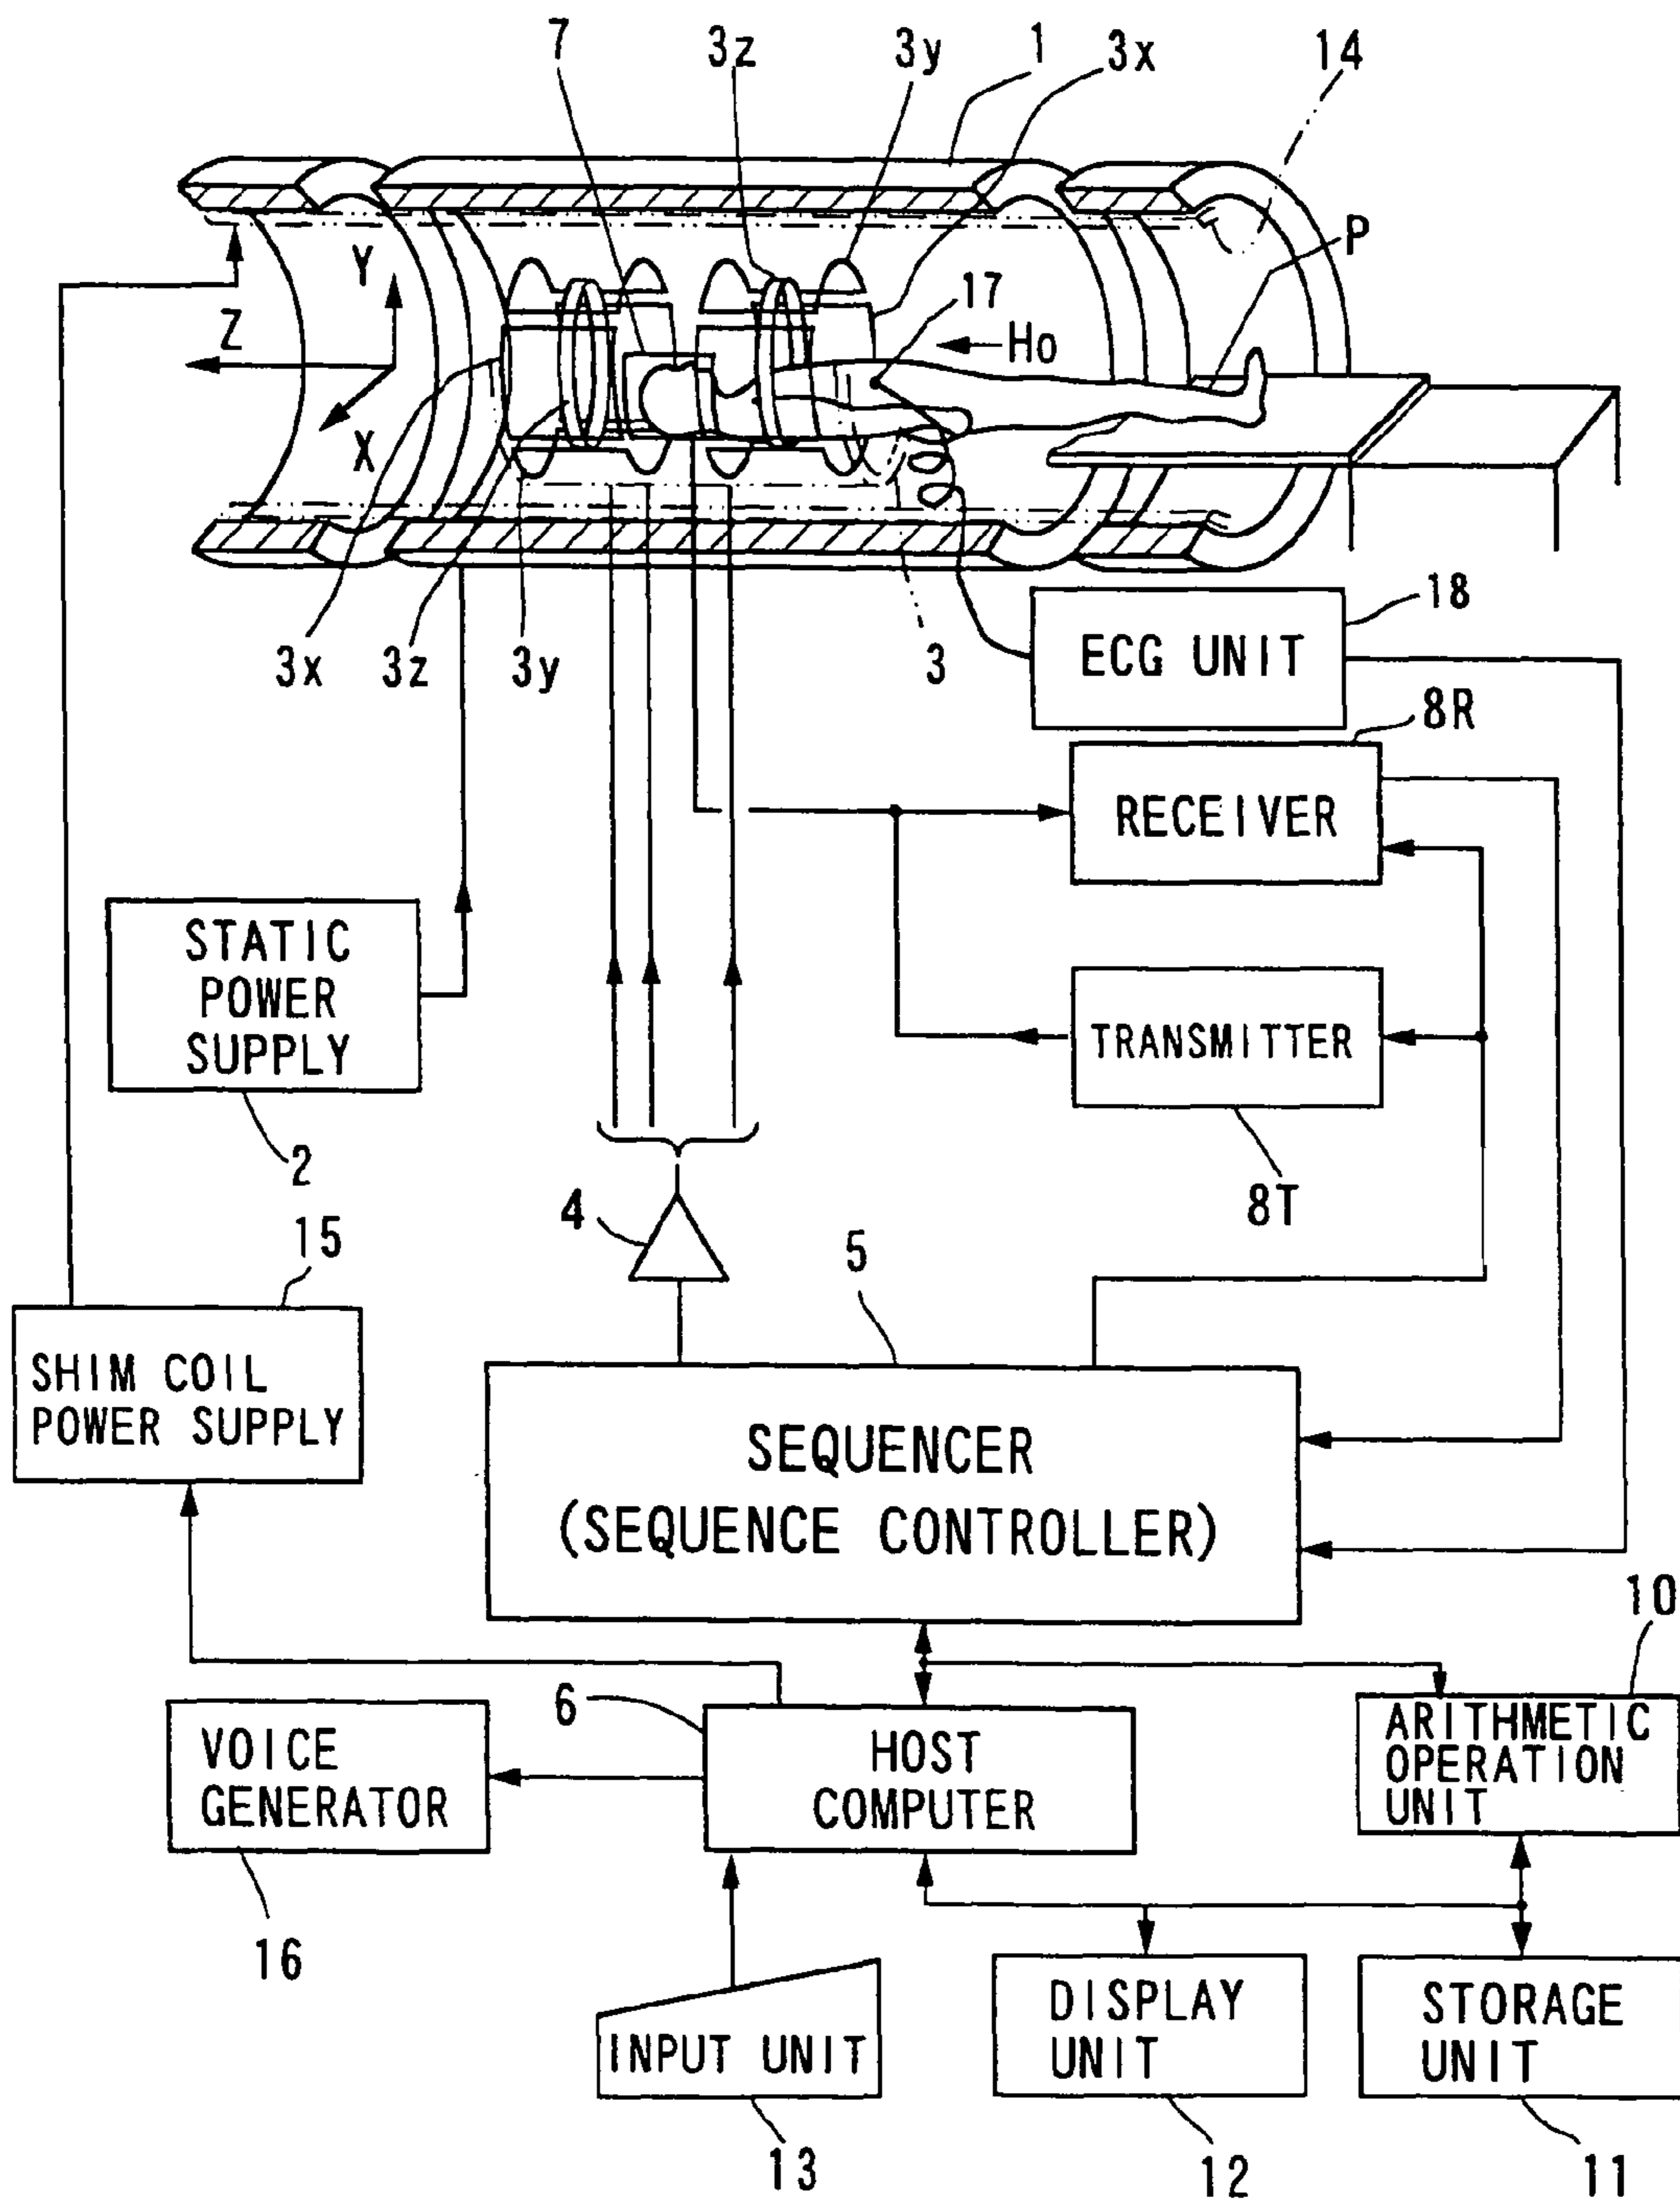 7
3z
3y
1
3x
14
P
Y
Z
X
17
Ho
3x
3z
3y
3
18
ECG UNIT
8R
RECEIVER
STATIC
POWER
SUPPLY
2
TRANSMITTER
8T
4
5
15
SHIM COIL
POWER SUPPLY
SEQUENCER
(SEQUENCE CONTROLLER)
10
6
VOICE
GENERATOR
16
HOST
COMPUTER
ARITHMETIC
OPERATION
UNIT
INPUT UNIT
13
DISPLAY
UNIT
12
STORAGE
UNIT
11